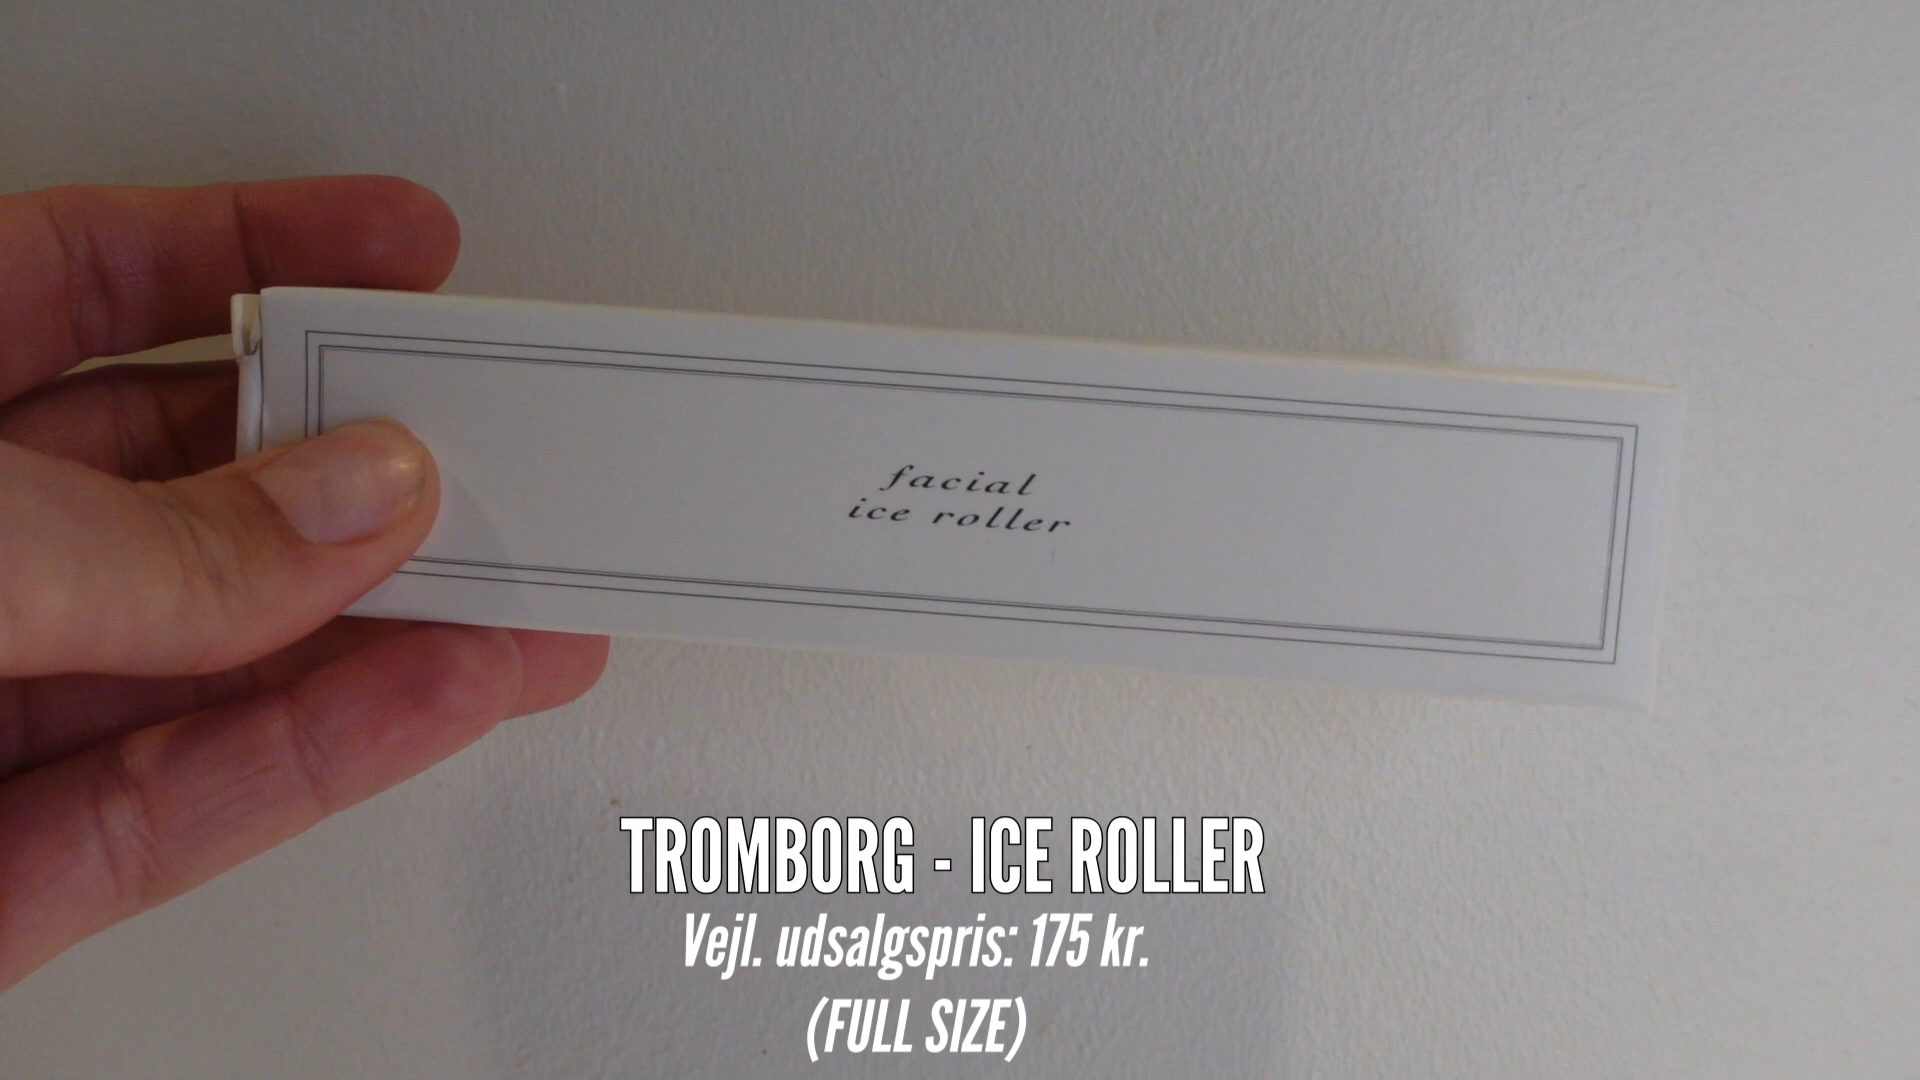 facial
ice roller
TROMBORG - ICE ROLLER
Vejl. udsalgspris: 175 kr.
(FULL SIZE)